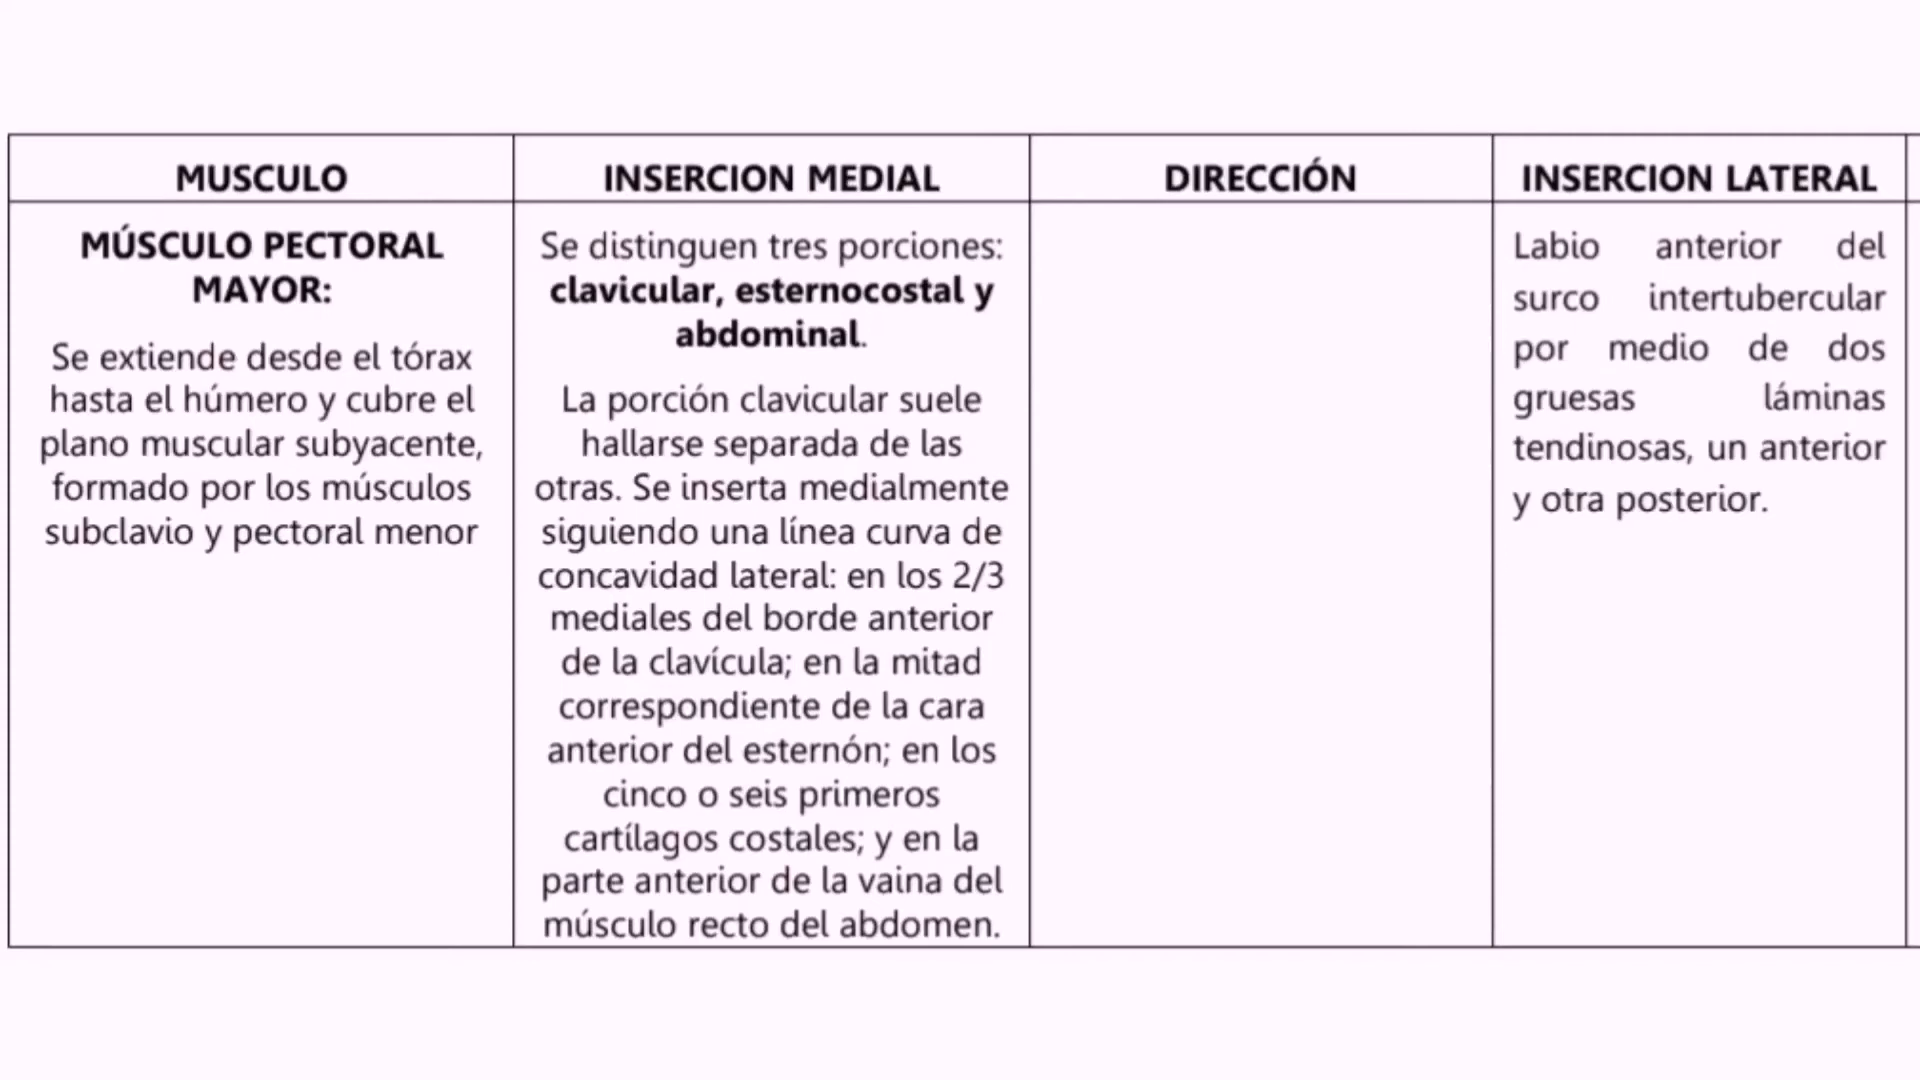 MUSCULO
INSERCION MEDIAL
DIRECCIÓN
INSERCION LATERAL
MÚSCULO PECTORAL
MAYOR:
Se extiende desde el tórax
hasta el húmero y cubre el
plano muscular subyacente,
formado por los músculos
subclavio y pectoral menor
Se distinguen tres porciones:
clavicular, esternocostal y
abdominal.
La porción clavicular suele
hallarse separada de las
otras. Se inserta medialmente
siguiendo una línea curva de
concavidad lateral: en los 2/3
mediales del borde anterior
de la clavícula; en la mitad
correspondiente de la cara
anterior del esternón; en los
cinco o seis primeros
cartílagos costales; y en la
parte anterior de la vaina del
músculo recto del abdomen.
Labio anterior del
surco intertubercular
por medio de dos
gruesas láminas
tendinosas, un anterior
y otra posterior.